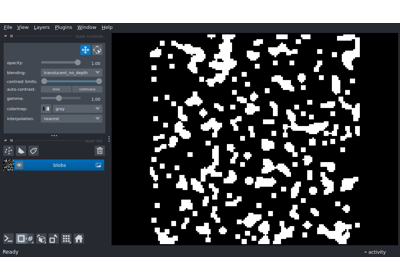 File View Layers Plugins Window Help
opacity: 1.00
blending: translucent_no_depth
contrast limits:
auto-contrast: once continuous
gamma: 1.00
colormap: gray
interpolation: nearest
blobs
Ready activity